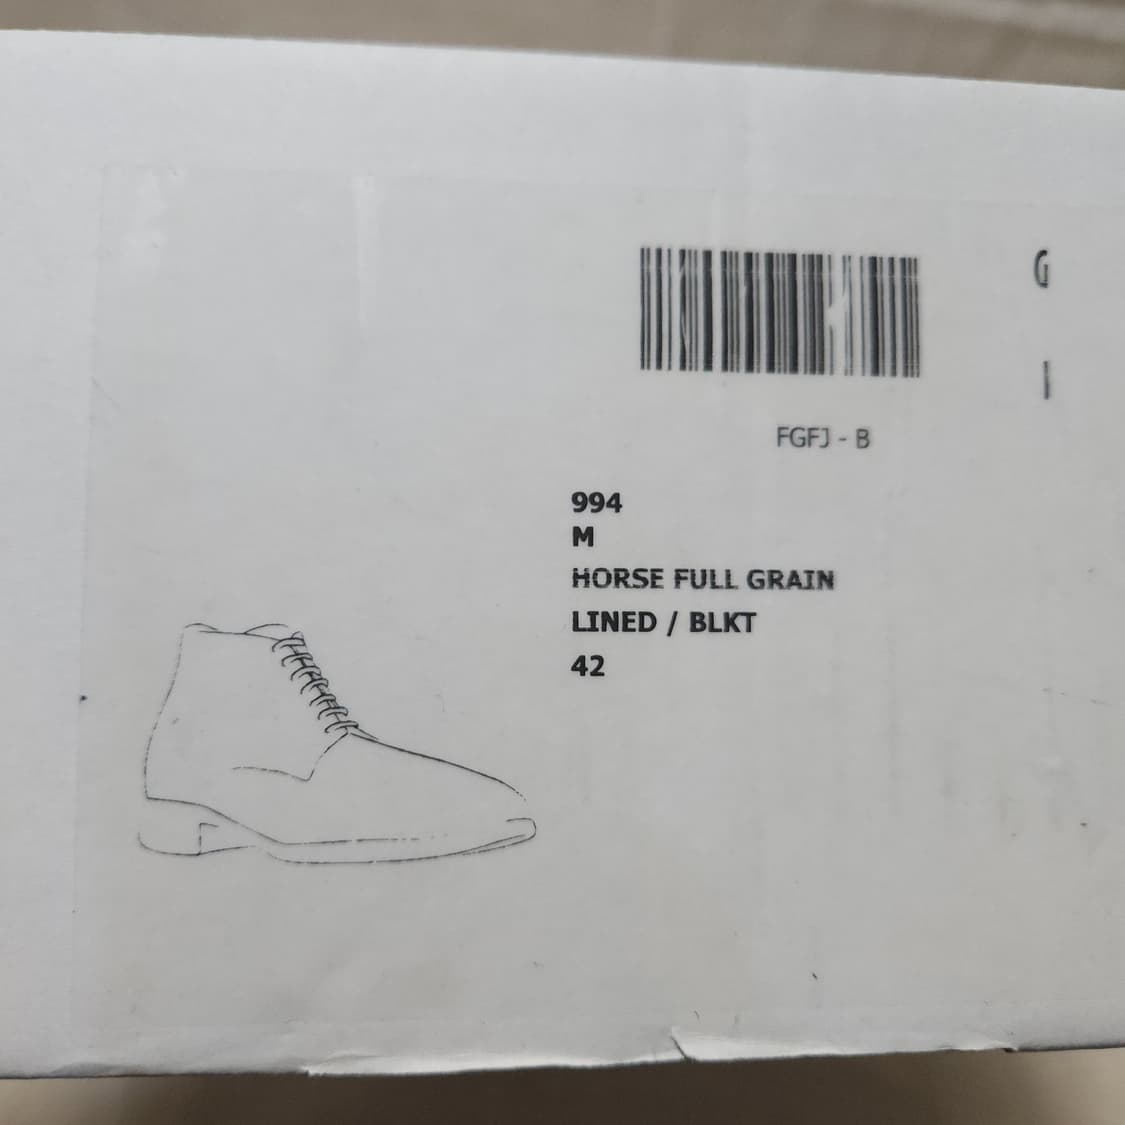 G
I
FGFJ - B
994
M
HORSE FULL GRAIN
LINED / BLKT
42